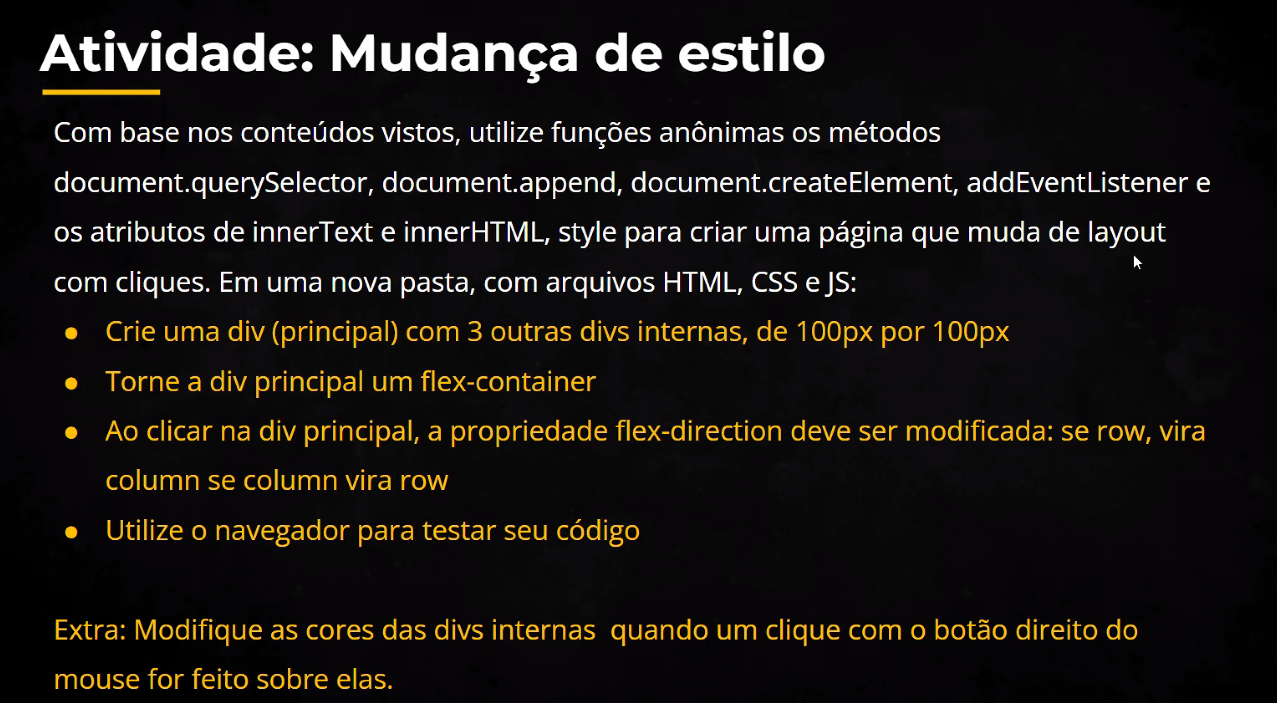 Atividade: Mudança de estilo
Com base nos conteúdos vistos, utilize funções anônimas os métodos
document.querySelector, document.append, document.createElement, addEventListener e
os atributos de innerText e innerHTML, style para criar uma página que muda de layout
com cliques. Em uma nova pasta, com arquivos HTML, CSS e JS:
● Crie uma div (principal) com 3 outras divs internas, de 100px por 100px
● Torne a div principal um flex-container
● Ao clicar na div principal, a propriedade flex-direction deve ser modificada: se row, vira
column se column vira row
● Utilize o navegador para testar seu código
Extra: Modifique as cores das divs internas quando um clique com o botão direito do
mouse for feito sobre elas.